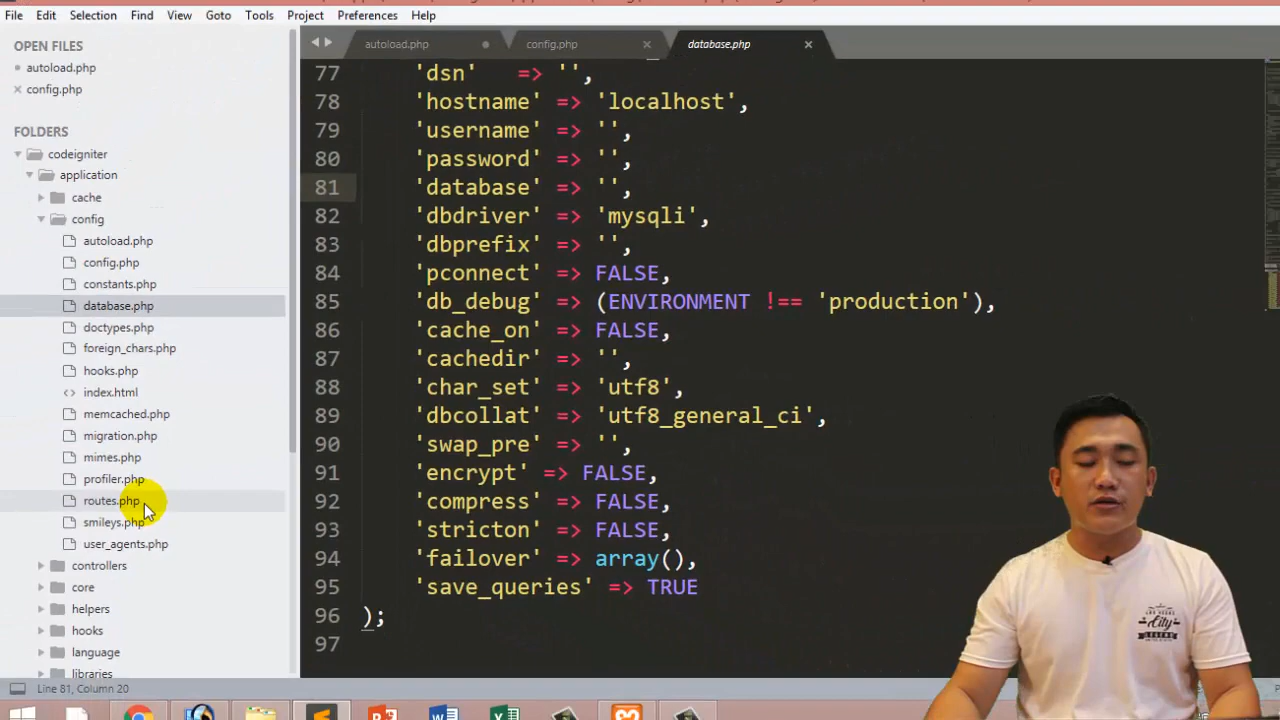 File Edit Selection Find View Goto Tools Project Preferences Help
OPEN FILES
autoload.php
config.php
FOLDERS
codeigniter
application
cache
config
autoload.php
config.php
constants.php
database.php
doctypes.php
foreign_chars.php
hooks.php
index.html
memcached.php
migration.php
mimes.php
profiler.php
routes.php
smileys.php
user_agents.php
controllers
core
helpers
hooks
language
libraries
autoload.php config.php database.php
77 'dsn' => '',
78 'hostname' => 'localhost',
79 'username' => '',
80 'password' => '',
81 'database' => '',
82 'dbdriver' => 'mysqli',
83 'dbprefix' => '',
84 'pconnect' => FALSE,
85 'db_debug' => (ENVIRONMENT !== 'production'),
86 'cache_on' => FALSE,
87 'cachedir' => '',
88 'char_set' => 'utf8',
89 'dbcollat' => 'utf8_general_ci',
90 'swap_pre' => '',
91 'encrypt' => FALSE,
92 'compress' => FALSE,
93 'stricton' => FALSE,
94 'failover' => array(),
95 'save_queries' => TRUE
96 );
97
City
LEGEND
Line 81, Column 20